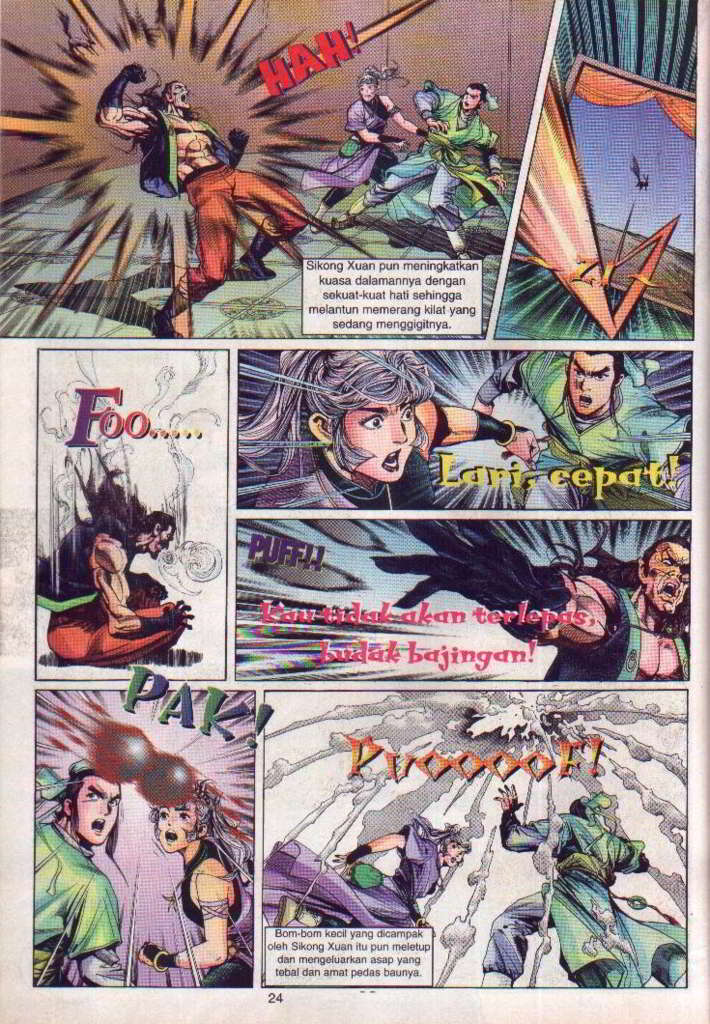 HAH!
Sikong Xuan pun meningkatkan
kuasa dalamannya dengan
sekuat-kuat hati sehingga
melantun memerang kilat yang
sedang menggigitnya.
Foo.....
Lari, cepat!
PUFF!!
Kau tidak akan terlepas,
budak bajingan!
PAK!
PuooooF!
Bom-bom kecil yang dicampak
oleh Sikong Xuan itu pun meletup
dan mengeluarkan asap yang
tebal dan amat pedas baunya.
24